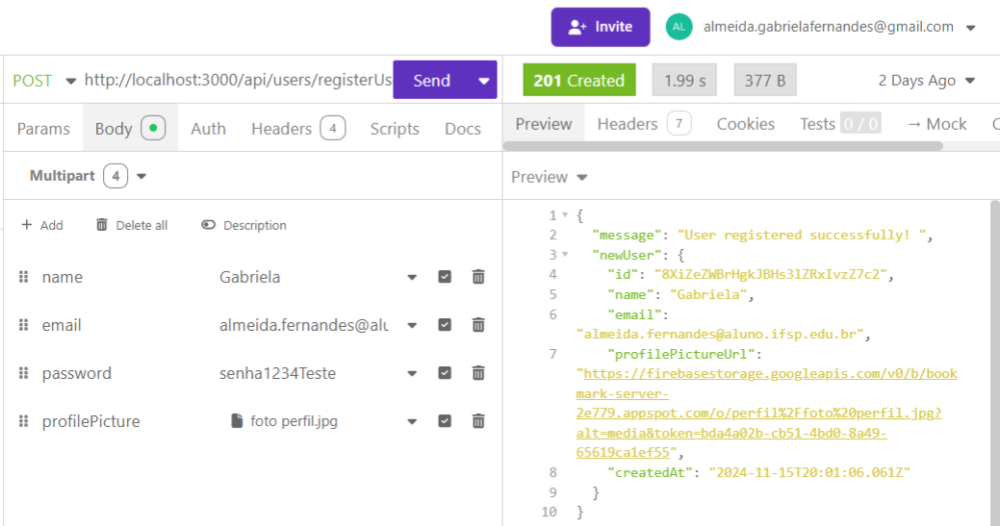 Invite AL almeida.gabrielafernandes@gmail.com
POST http://localhost:3000/api/users/registerUs Send
Params Body Auth Headers 4 Scripts Docs
Multipart 4
Add Delete all Description
name Gabriela
email almeida.fernandes@alu
password senha1234Teste
profilePicture foto perfil.jpg
201 Created 1.99 s 377 B 2 Days Ago
Preview Headers 7 Cookies Tests 0 / 0 → Mock
Preview
1 {
2 "message": "User registered successfully! ",
3 "newUser": {
4 "id": "8XiZeZWBrHgkJBHs3lZRxIvzZ7c2",
5 "name": "Gabriela",
6 "email":
"almeida.fernandes@aluno.ifsp.edu.br",
7 "profilePictureUrl":
"https://firebasestorage.googleapis.com/v0/b/book
mark-server-
2e779.appspot.com/o/perfil%2Ffoto%20perfil.jpg?
alt=media&token=bda4a02b-cb51-4bd0-8a49-
65619ca1ef55",
8 "createdAt": "2024-11-15T20:01:06.061Z"
9 }
10 }